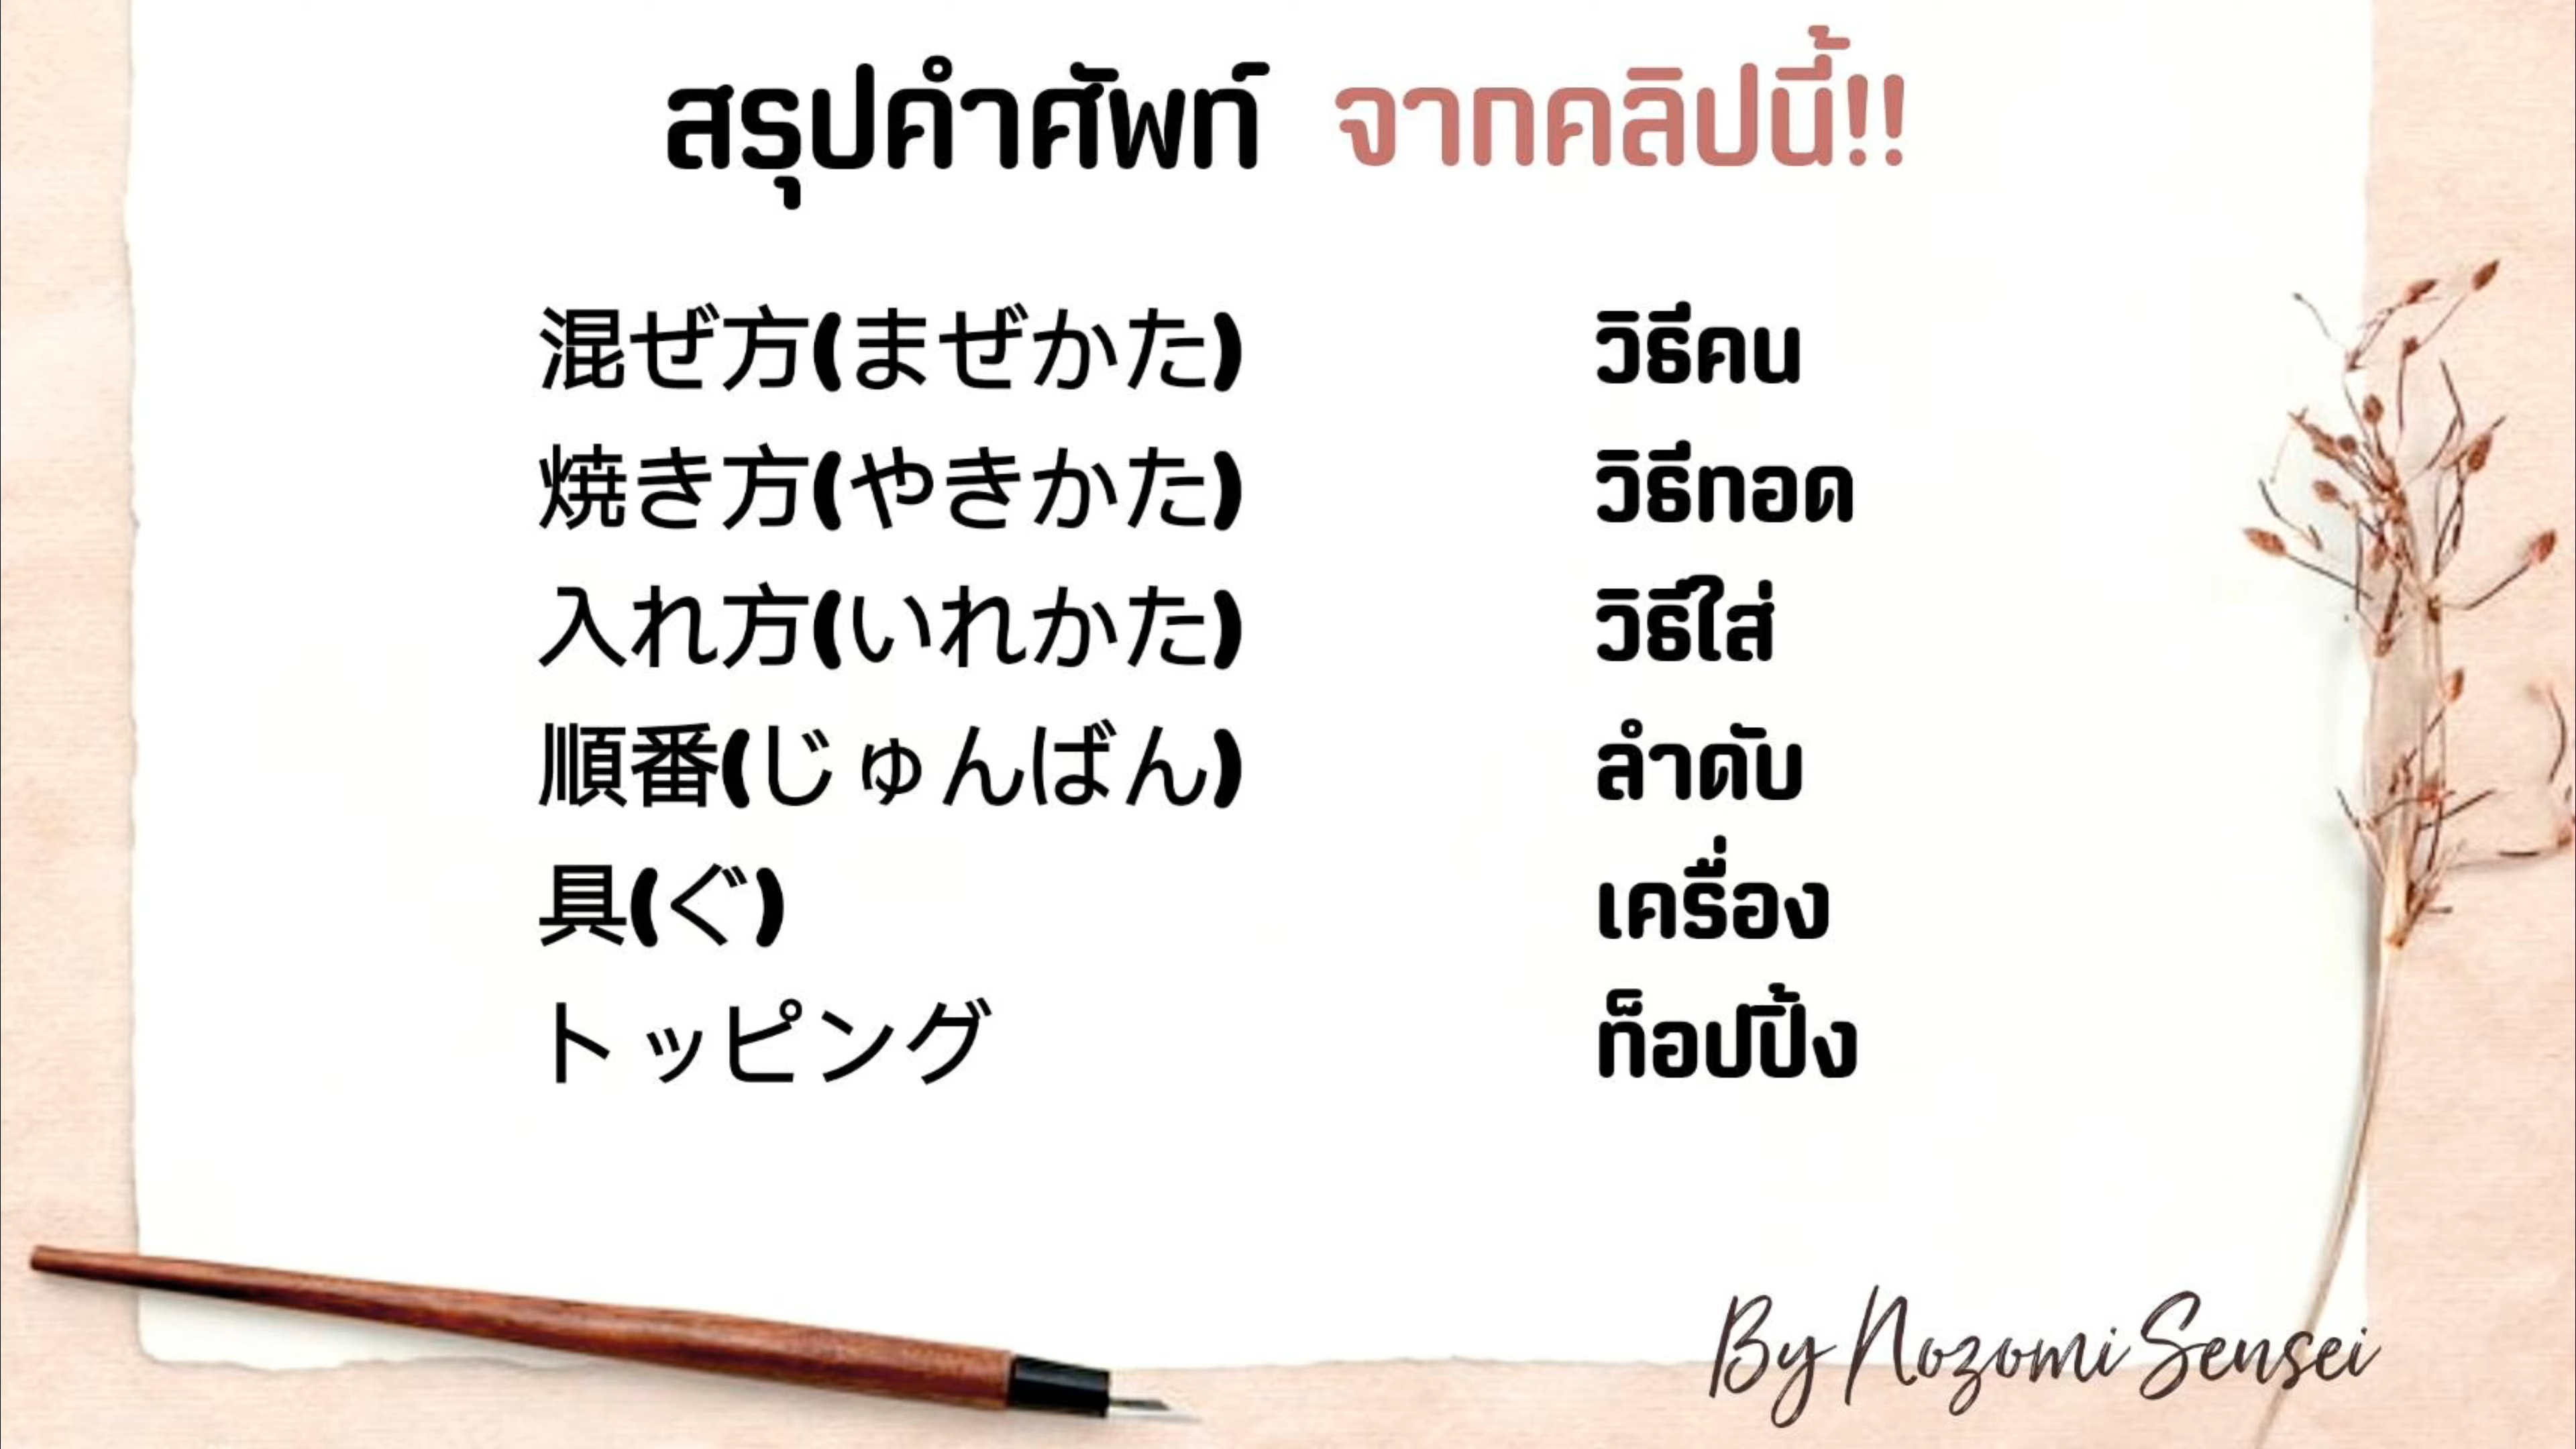 สรุปคำศัพท์ จากคลิปนี้!!
混ぜ方(まぜかた) วิธีคน
焼き方(やきかた) วิธีทอด
入れ方(いれかた) วิธีใส่
順番(じゅんばん) ลำดับ
具(ぐ) เครื่อง
トッピング ท็อปปิ้ง
By Nozomi Sensei